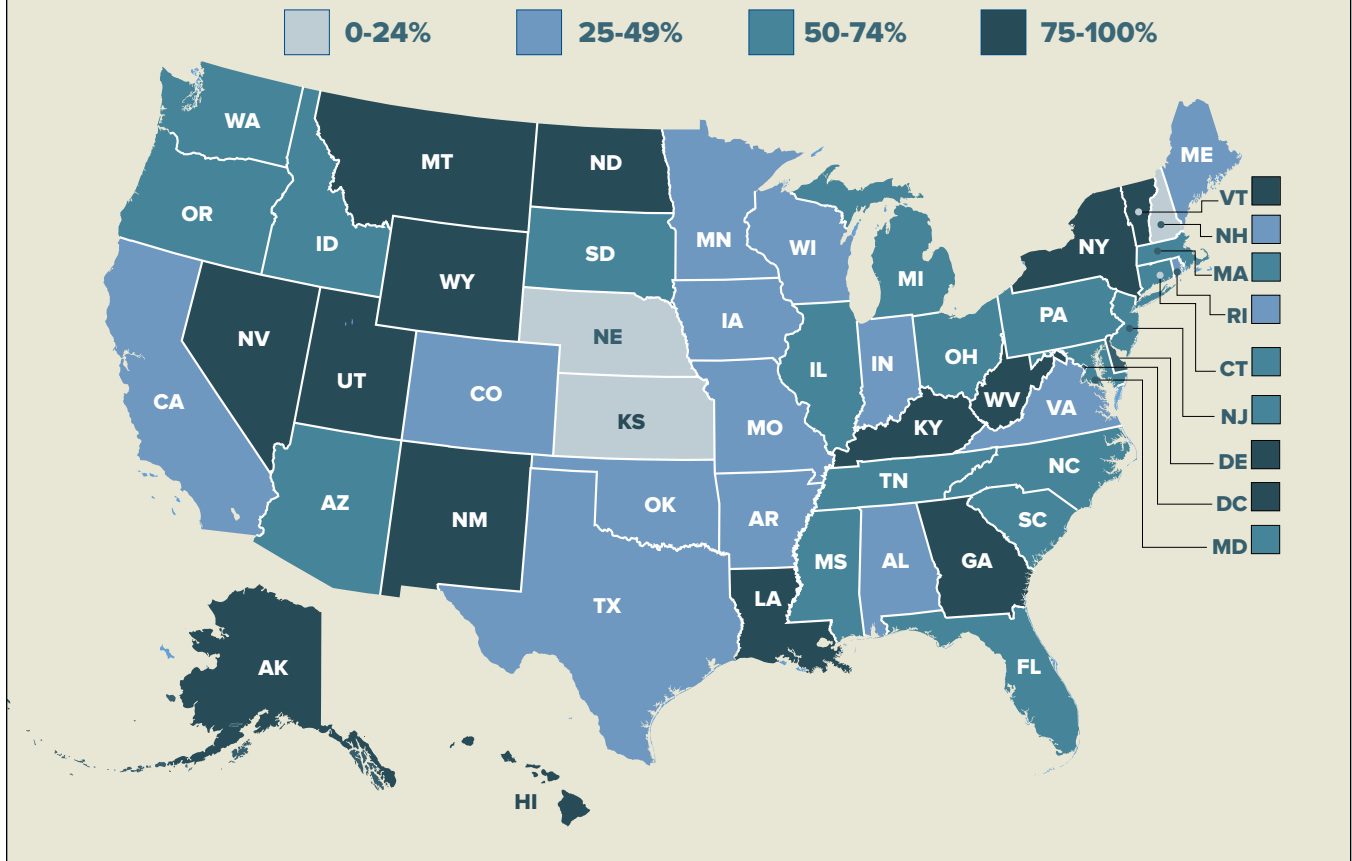 0-24% 25-49% 50-74% 75-100%
WA
MT
ND
ME
VT
OR
ID
SD
MN
WI
NY
NH
MA
WY
MI
RI
NV
NE
IA
PA
UT
IL
IN
OH
CT
CA
CO
KS
MO
KY
WV
VA
NJ
AZ
NM
OK
AR
TN
NC
DE
SC
DC
TX
LA
MS
AL
GA
MD
AK
FL
HI